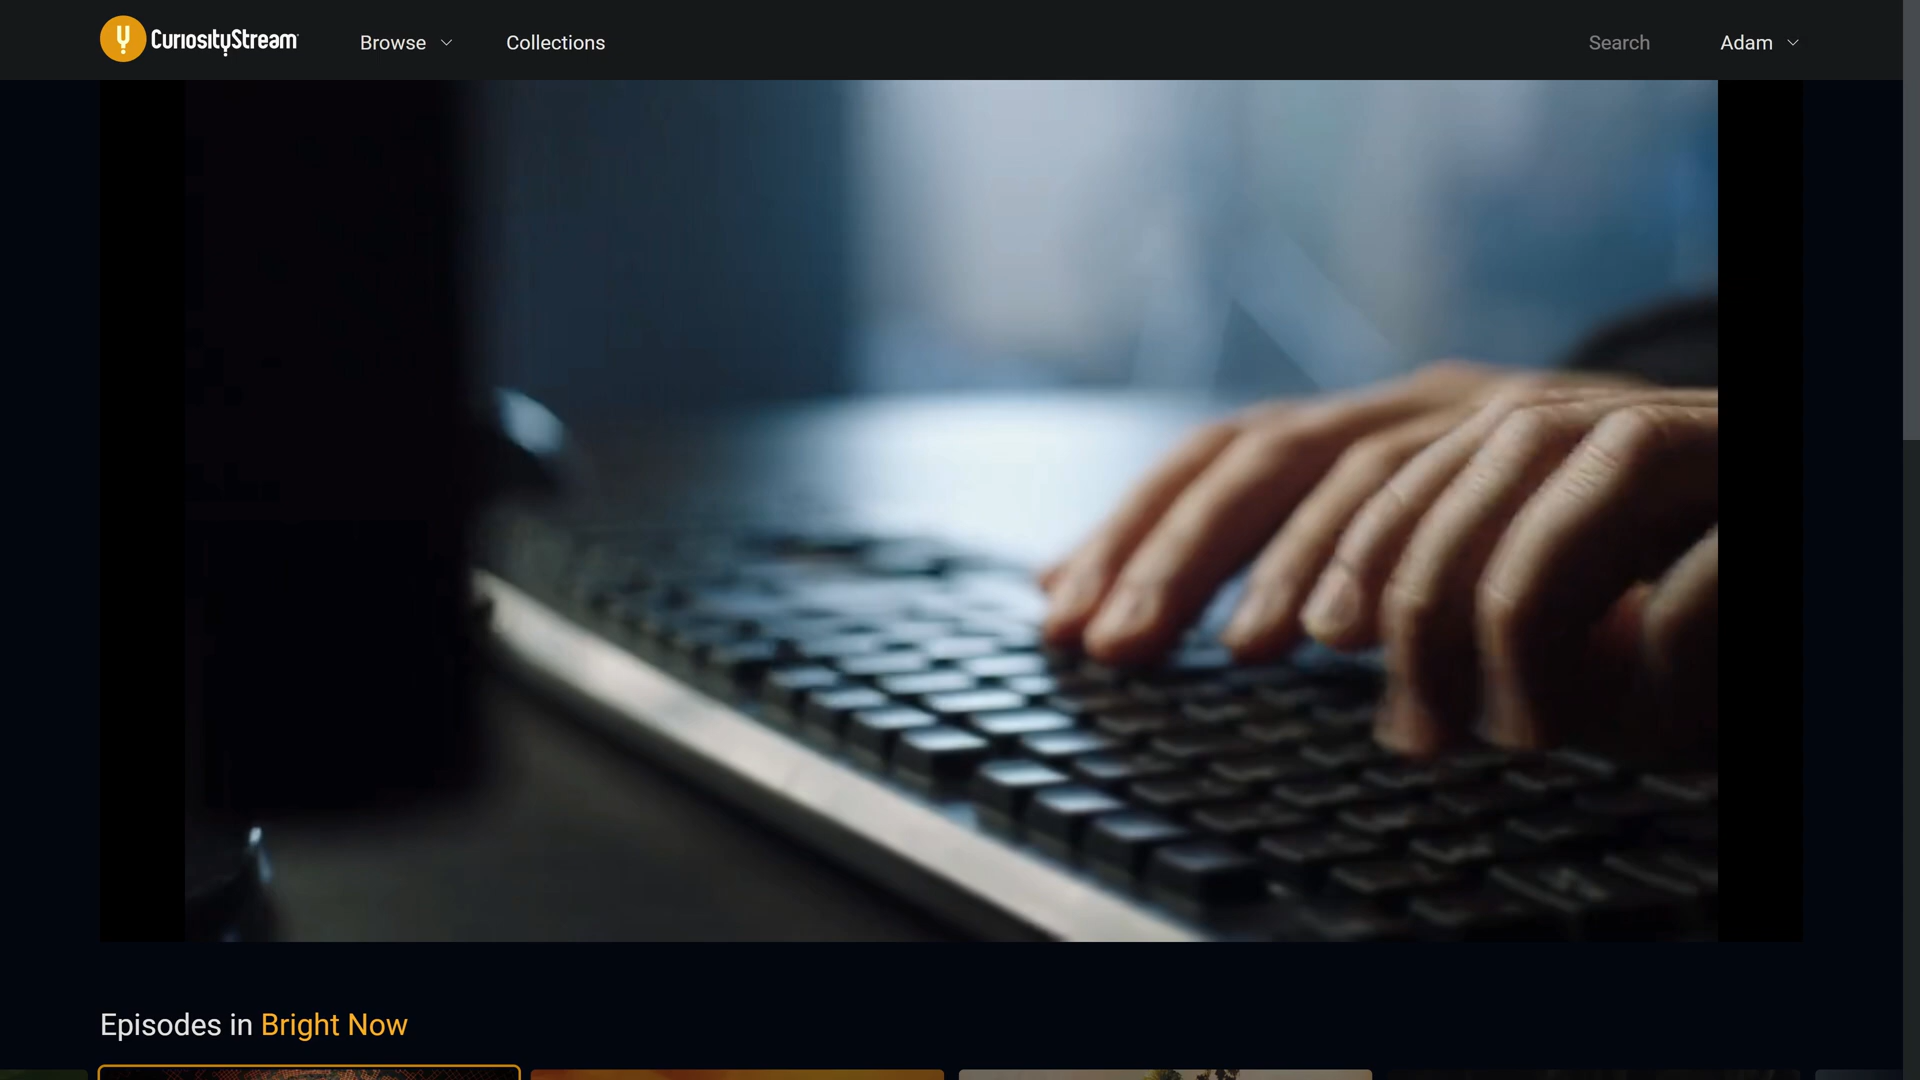 CuriosityStream
Browse
Collections
Search
Adam
Episodes in Bright Now